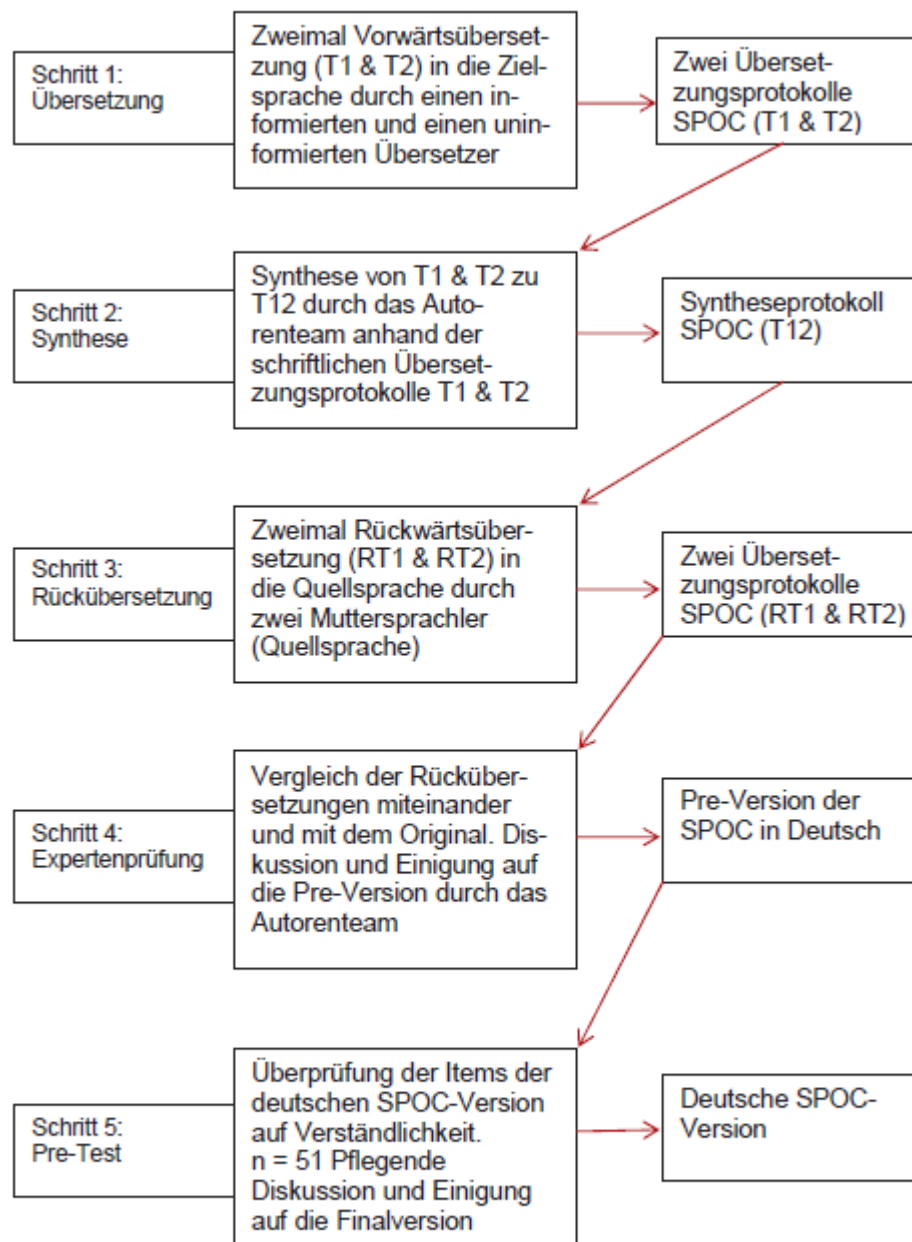 Schritt 1:
Übersetzung
Zweimal Vorwärtsüberset-
zung (T1 & T2) in die Ziel-
sprache durch einen in-
formierten und einen unin-
formierten Übersetzer
Zwei Überset-
zungsprotokolle
SPOC (T1 & T2)
Schritt 2:
Synthese
Synthese von T1 & T2 zu
T12 durch das Auto-
renteam anhand der
schriftlichen Überset-
zungsprotokolle T1 & T2
Syntheseprotokoll
SPOC (T12)
Schritt 3:
Rückübersetzung
Zweimal Rückwärtsüber-
setzung (RT1 & RT2) in
die Quellsprache durch
zwei Muttersprachler
(Quellsprache)
Zwei Überset-
zungsprotokolle
SPOC (RT1 & RT2)
Schritt 4:
Expertenprüfung
Vergleich der Rücküber-
setzungen miteinander
und mit dem Original. Dis-
kussion und Einigung auf
die Pre-Version durch das
Autorenteam
Pre-Version der
SPOC in Deutsch
Schritt 5:
Pre-Test
Überprüfung der Items der
deutschen SPOC-Version
auf Verständlichkeit.
n = 51 Pflegende
Diskussion und Einigung
auf die Finalversion
Deutsche SPOC-
Version